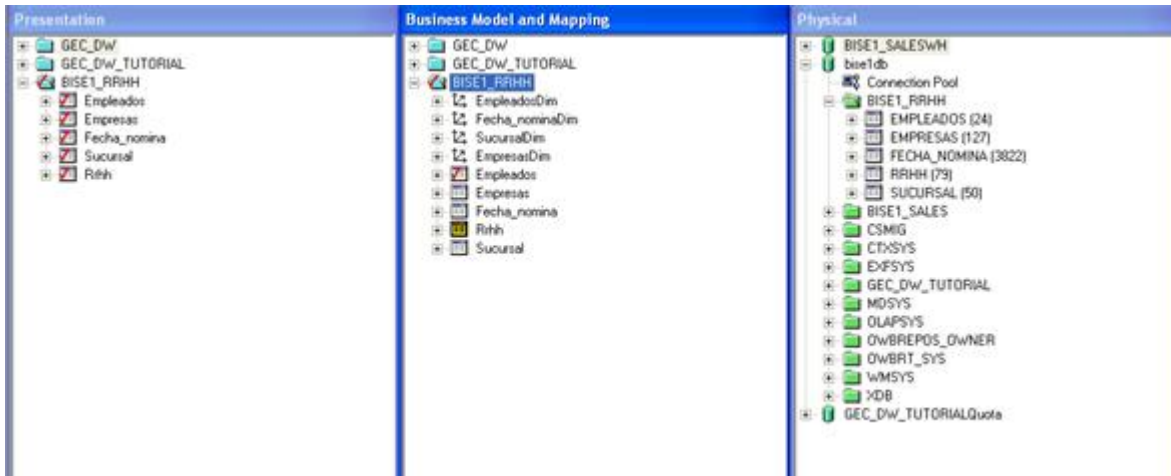 Presentation
GEC_DW
GEC_DW_TUTORIAL
BISE1_RRHH
Empleados
Empresas
Fecha_nomina
Sucursal
Rrhh
Business Model and Mapping
GEC_DW
GEC_DW_TUTORIAL
BISE1_RRHH
EmpleadosDim
Fecha_nominaDim
SucursalDim
EmpresasDim
Empleados
Empresas
Fecha_nomina
Rrhh
Sucursal
Physical
BISE1_SALESWH
bise1db
Connection Pool
BISE1_RRHH
EMPLEADOS (24)
EMPRESAS (127)
FECHA_NOMINA (3822)
RRHH (79)
SUCURSAL (50)
BISE1_SALES
CSMIG
CTXSYS
EXFSYS
GEC_DW_TUTORIAL
MDSYS
OLAPSYS
OWBREPOS_OWNER
OWBRT_SYS
WMSYS
XDB
GEC_DW_TUTORIALQuota